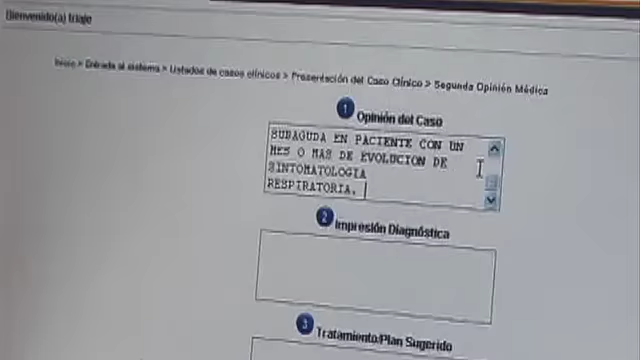 Bienvenido(a) triaje
Inicio > Entrada al sistema > Listados de casos clínicos > Presentación del Caso Clínico > Segunda Opinión Médica
1 Opinión del Caso
SUBAGUDA EN PACIENTE CON UN
MES O MAS DE EVOLUCION DE
SINTOMATOLOGIA
RESPIRATORIA.
2 Impresión Diagnóstica
3 Tratamiento/Plan Sugerido